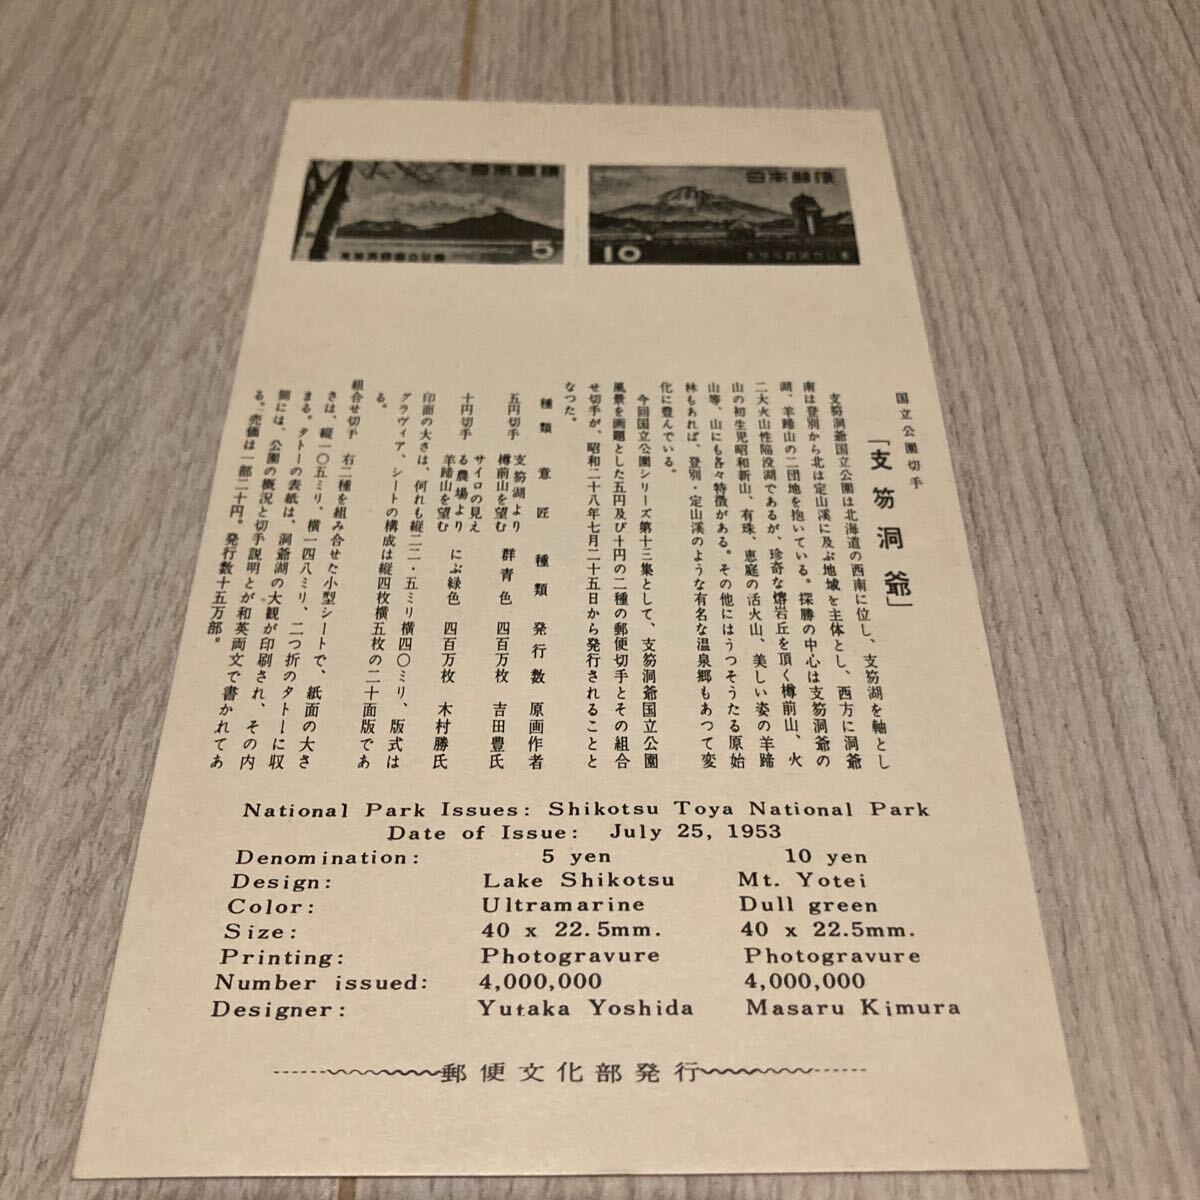 日本郵便
5
日本郵便
10
国立公園切手
「支笏洞爺」
支笏洞爺国立公園は北海道の西南に位し、支笏湖を軸とし
南は登別から北は定山渓に及ぶ地域を主体とし、西方に洞爺
湖、羊蹄山の二団地を抱いている。探勝の中心は支笏洞爺の
二大火山性陥没湖であるが、珍奇な熔岩丘を頂く樽前山、火
山の初生児昭和新山、有珠、恵庭の活火山、美しい姿の羊蹄
山等、山にも各々特徴がある。その他にはうつそうたる原始
林もあれば、登別・定山渓のような有名な温泉郷もあつて変
化に豊んでいる。
今回国立公園シリーズ第十三集として、支笏洞爺国立公園
風景を画題とした五円及び十円の二種の郵便切手とその組合
せ切手が、昭和二十八年七月二十五日から発行されることと
なつた。
種類 意匠 種類 発行数 原画作者
五円切手 支笏湖より樽前山を望む 群青色 四百万枚 吉田豊氏
十円切手 サイロの見える農場より羊蹄山を望む にぶ緑色 四百万枚 木村勝氏
印面の大さは、何れも縦二二・五ミリ横四〇ミリ、版式は
グラヴィア、シートの構成は縦四枚横五枚の二十面版であ
る。
組合せ切手 右二種を組み合せた小型シートで、紙面の大さ
さは、縦一〇五ミリ、横一四八ミリ、二つ折のタトーに収
まる。タトーの表紙は、洞爺湖の大観が印刷され、その内
側には、公園の概況と切手説明とが和英両文で書かれてあ
る。売価は一部二十円。発行数十五万部。
National Park Issues: Shikotsu Toya National Park
Date of Issue: July 25, 1953
Denomination: 5 yen 10 yen
Design: Lake Shikotsu Mt. Yotei
Color: Ultramarine Dull green
Size: 40 x 22.5mm. 40 x 22.5mm.
Printing: Photogravure Photogravure
Number issued: 4,000,000 4,000,000
Designer: Yutaka Yoshida Masaru Kimura
郵便文化部発行